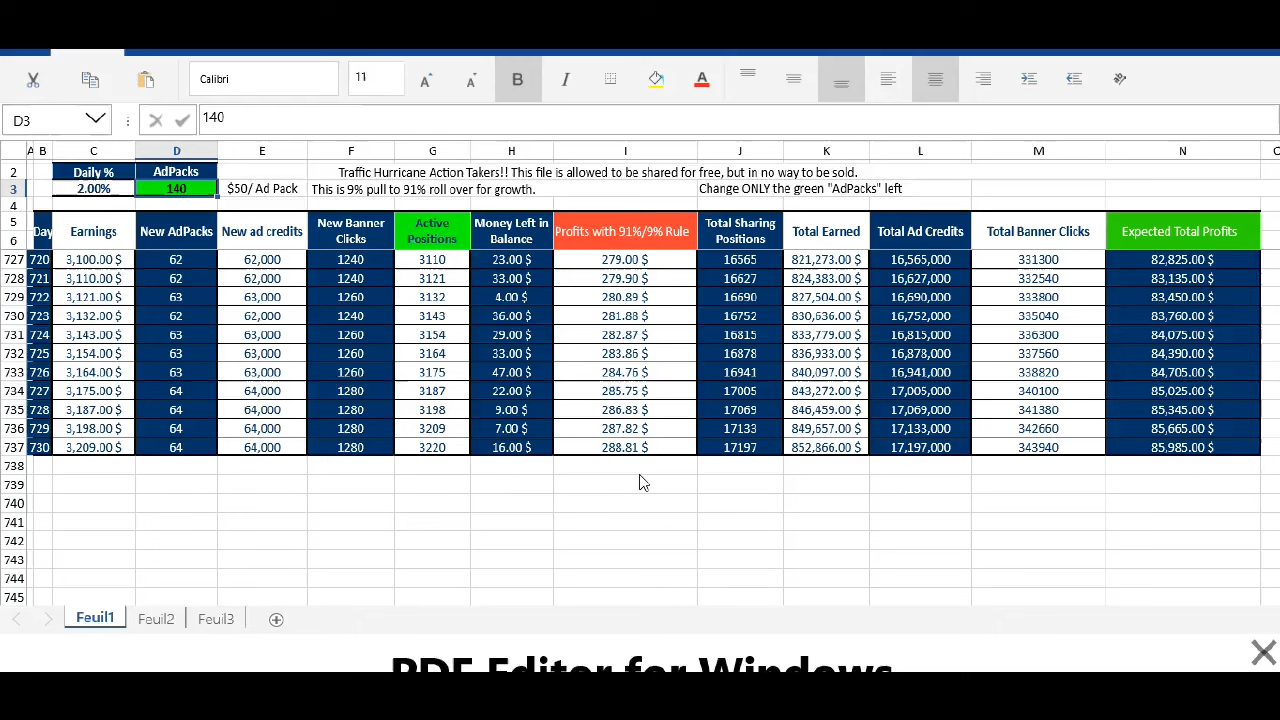 Calibri
11
B I A
D3
140
A B C D E F G H I J K L M N
2 Daily % AdPacks Traffic Hurricane Action Takers!! This file is allowed to be shared for free, but in no way to be sold.
3 2.00% 140 $50/ Ad Pack This is 9% pull to 91% roll over for growth. Change ONLY the green "AdPacks" left
4
5 New Banner Active Money Left in Total Sharing
Day Earnings New AdPacks New ad credits Profits with 91%/9% Rule Total Earned Total Ad Credits Total Banner Clicks Expected Total Profits
6 Clicks Positions Balance Positions
727 720 3,100.00 $ 62 62,000 1240 3110 23.00 $ 279.00 $ 16565 821,273.00 $ 16,565,000 331300 82,825.00 $
728 721 3,110.00 $ 62 62,000 1240 3121 33.00 $ 279.90 $ 16627 824,383.00 $ 16,627,000 332540 83,135.00 $
729 722 3,121.00 $ 63 63,000 1260 3132 4.00 $ 280.89 $ 16690 827,504.00 $ 16,690,000 333800 83,450.00 $
730 723 3,132.00 $ 62 62,000 1240 3143 36.00 $ 281.88 $ 16752 830,636.00 $ 16,752,000 335040 83,760.00 $
731 724 3,143.00 $ 63 63,000 1260 3154 29.00 $ 282.87 $ 16815 833,779.00 $ 16,815,000 336300 84,075.00 $
732 725 3,154.00 $ 63 63,000 1260 3164 33.00 $ 283.86 $ 16878 836,933.00 $ 16,878,000 337560 84,390.00 $
733 726 3,164.00 $ 63 63,000 1260 3175 47.00 $ 284.76 $ 16941 840,097.00 $ 16,941,000 338820 84,705.00 $
734 727 3,175.00 $ 64 64,000 1280 3187 22.00 $ 285.75 $ 17005 843,272.00 $ 17,005,000 340100 85,025.00 $
735 728 3,187.00 $ 64 64,000 1280 3198 9.00 $ 286.83 $ 17069 846,459.00 $ 17,069,000 341380 85,345.00 $
736 729 3,198.00 $ 64 64,000 1280 3209 7.00 $ 287.82 $ 17133 849,657.00 $ 17,133,000 342660 85,665.00 $
737 730 3,209.00 $ 64 64,000 1280 3220 16.00 $ 288.81 $ 17197 852,866.00 $ 17,197,000 343940 85,985.00 $
738
739
740
741
742
743
744
745
Feuil1 Feuil2 Feuil3
PDF Editor for Windows